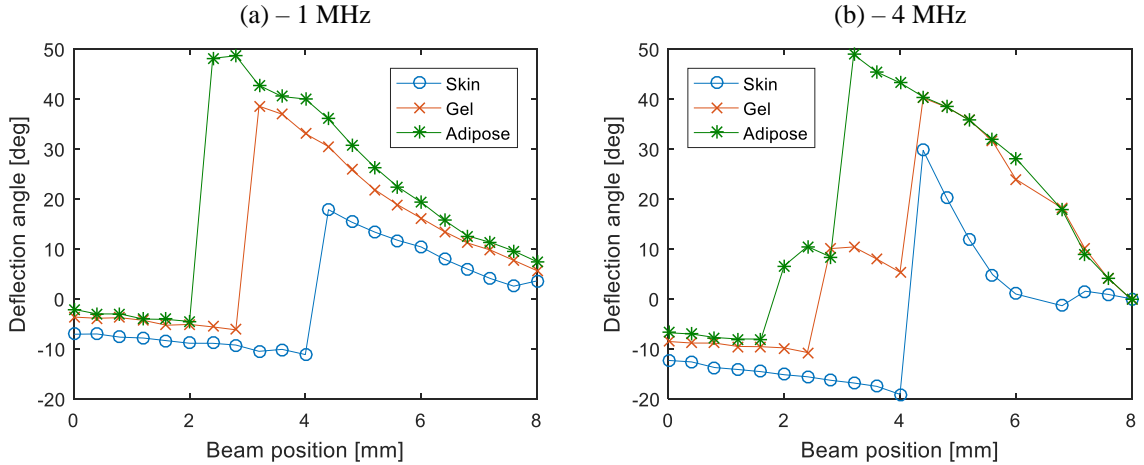 (a) – 1 MHz
50
40
30
20
10
0
-10
-20
0 2 4 6 8
Deflection angle [deg]
Beam position [mm]
Skin
Gel
Adipose
(b) – 4 MHz
50
40
30
20
10
0
-10
-20
0 2 4 6 8
Deflection angle [deg]
Beam position [mm]
Skin
Gel
Adipose